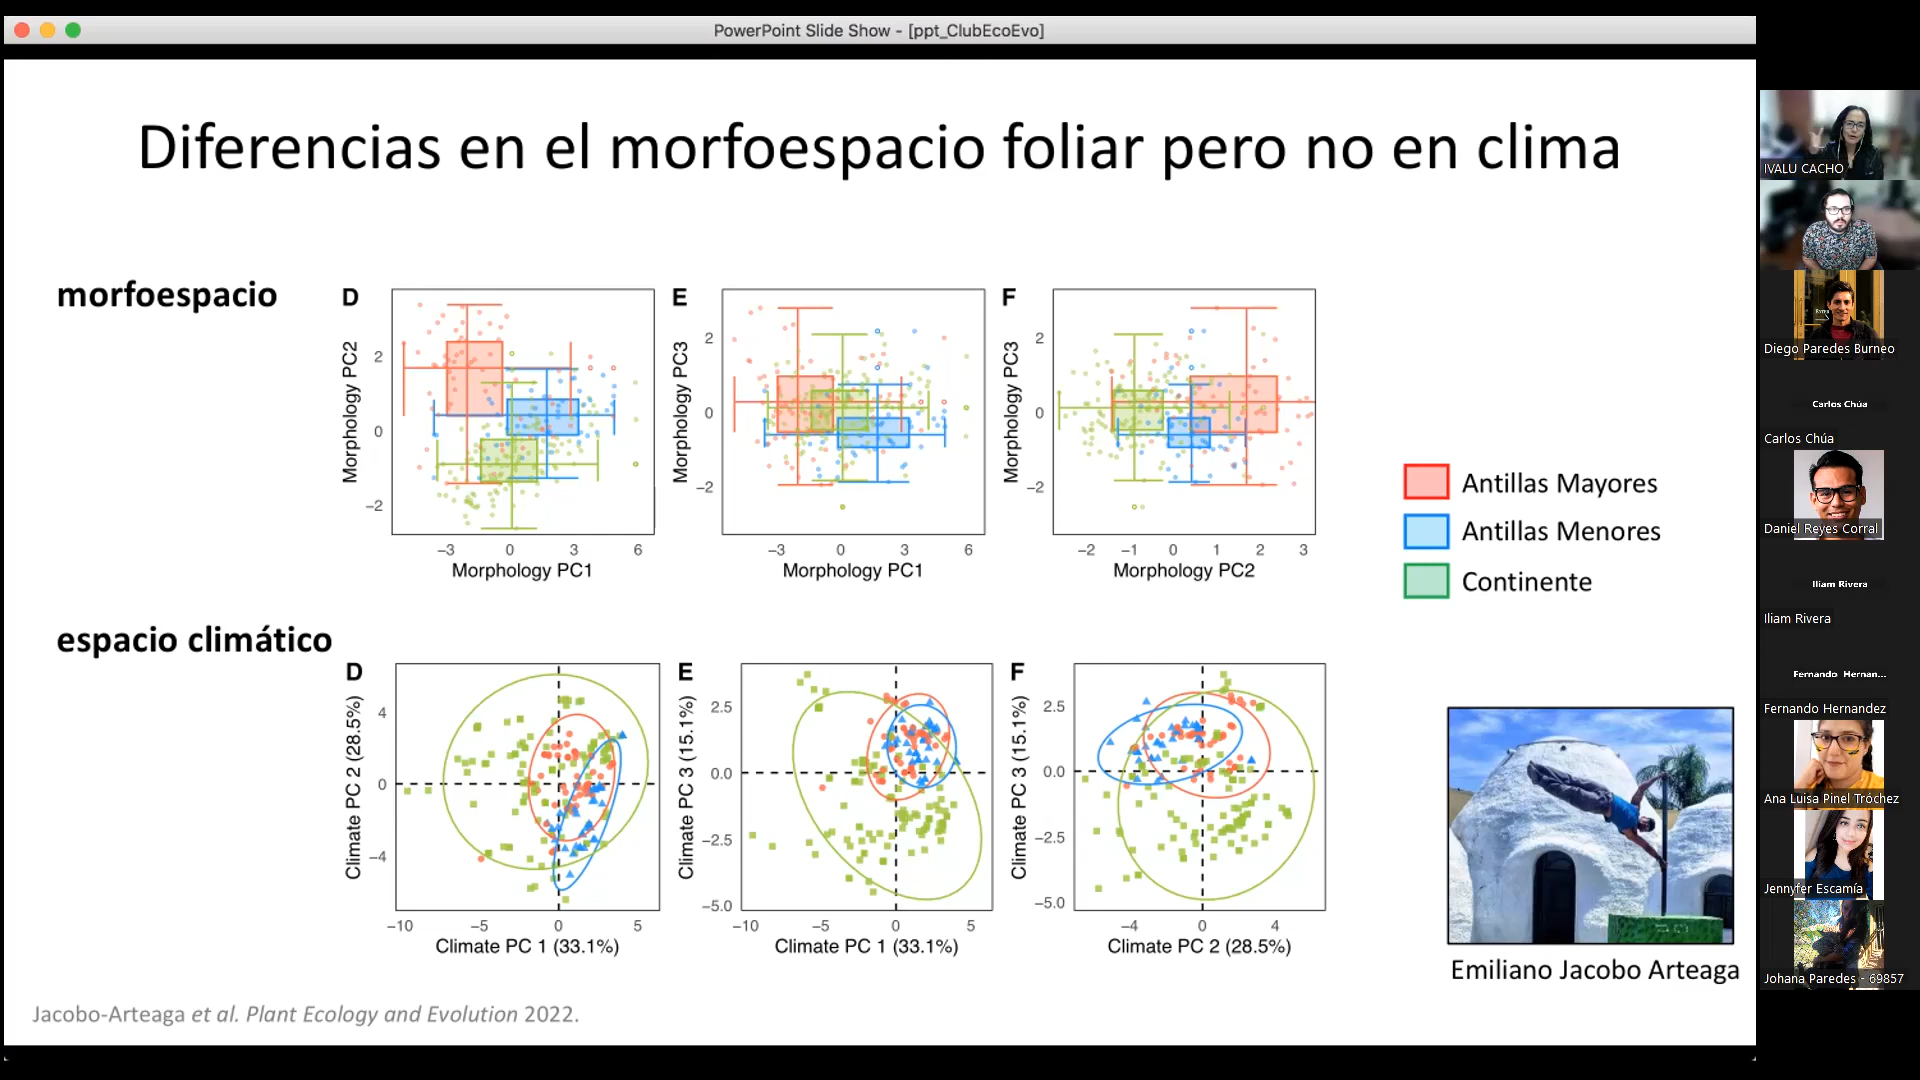 PowerPoint Slide Show - [ppt_ClubEcoEvo]
Diferencias en el morfoespacio foliar pero no en clima
morfoespacio
D
Morphology PC2
2
0
−2
−3 0 3 6
Morphology PC1
E
Morphology PC3
2
0
−2
−3 0 3 6
Morphology PC1
F
Morphology PC3
2
0
−2
−2 −1 0 1 2 3
Morphology PC2
Antillas Mayores
Antillas Menores
Continente
espacio climático
D
Climate PC 2 (28.5%)
4
0
−4
−10 −5 0 5
Climate PC 1 (33.1%)
E
Climate PC 3 (15.1%)
2.5
0.0
−2.5
−5.0
−10 −5 0 5
Climate PC 1 (33.1%)
F
Climate PC 3 (15.1%)
2.5
0.0
−2.5
−5.0
−4 0 4
Climate PC 2 (28.5%)
Emiliano Jacobo Arteaga
Jacobo-Arteaga et al. Plant Ecology and Evolution 2022.
IVALU CACHO
Diego Paredes Burneo
Carlos Chúa
Carlos Chúa
Daniel Reyes Corral
Iliam Rivera
Iliam Rivera
Fernando Hernan...
Fernando Hernandez
Ana Luisa Pinel Tróchez
Jennyfer Escamía
Johana Paredes - 69857